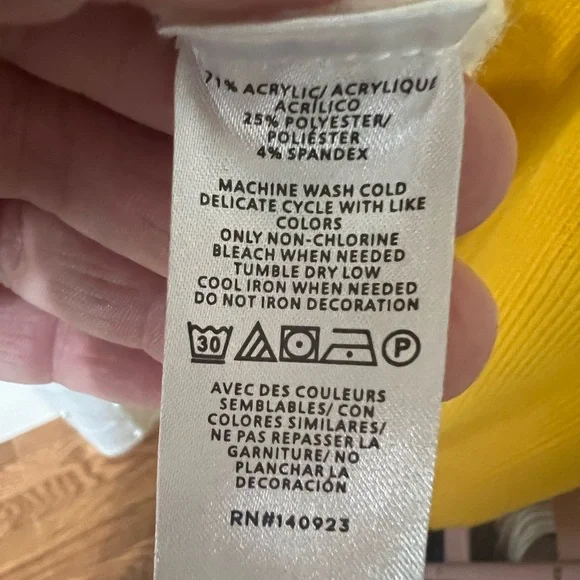 71% ACRYLIC/ ACRYLIQUE
ACRÍLICO
25% POLYESTER/
POLIÉSTER
4% SPANDEX
MACHINE WASH COLD
DELICATE CYCLE WITH LIKE
COLORS
ONLY NON-CHLORINE
BLEACH WHEN NEEDED
TUMBLE DRY LOW
COOL IRON WHEN NEEDED
DO NOT IRON DECORATION
30 P
AVEC DES COULEURS
SEMBLABLES/ CON
COLORES SIMILARES/
NE PAS REPASSER LA
GARNITURE/ NO
PLANCHAR LA
DECORACIÓN
RN#140923